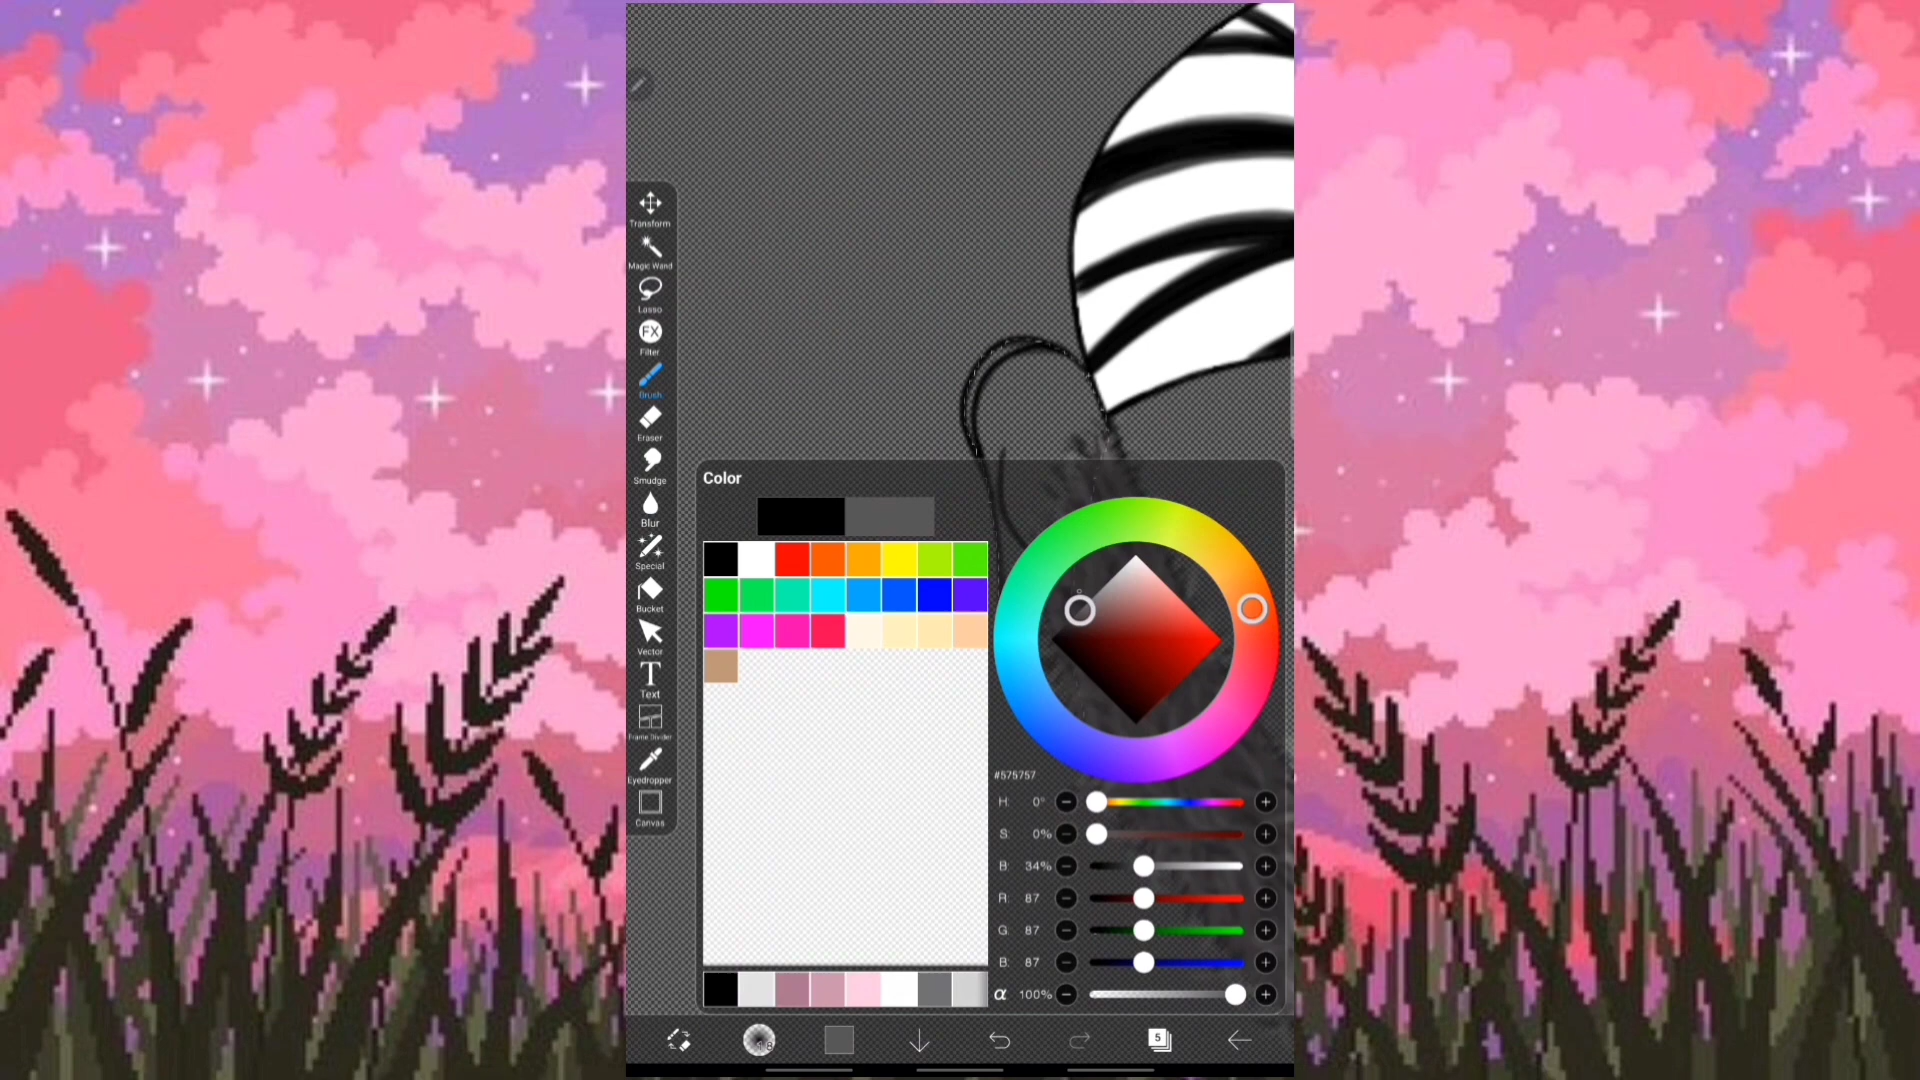 Transform
Magic Wand
Lasso
FX
Filter
Brush
Eraser
Smudge
Blur
Special
Bucket
Vector
T
Text
Frame Divider
Eyedropper
Canvas
Color
#575757
H: 0° − +
S: 0% − +
B: 34% − +
R: 87 − +
G: 87 − +
B: 87 − +
α 100% − +
5